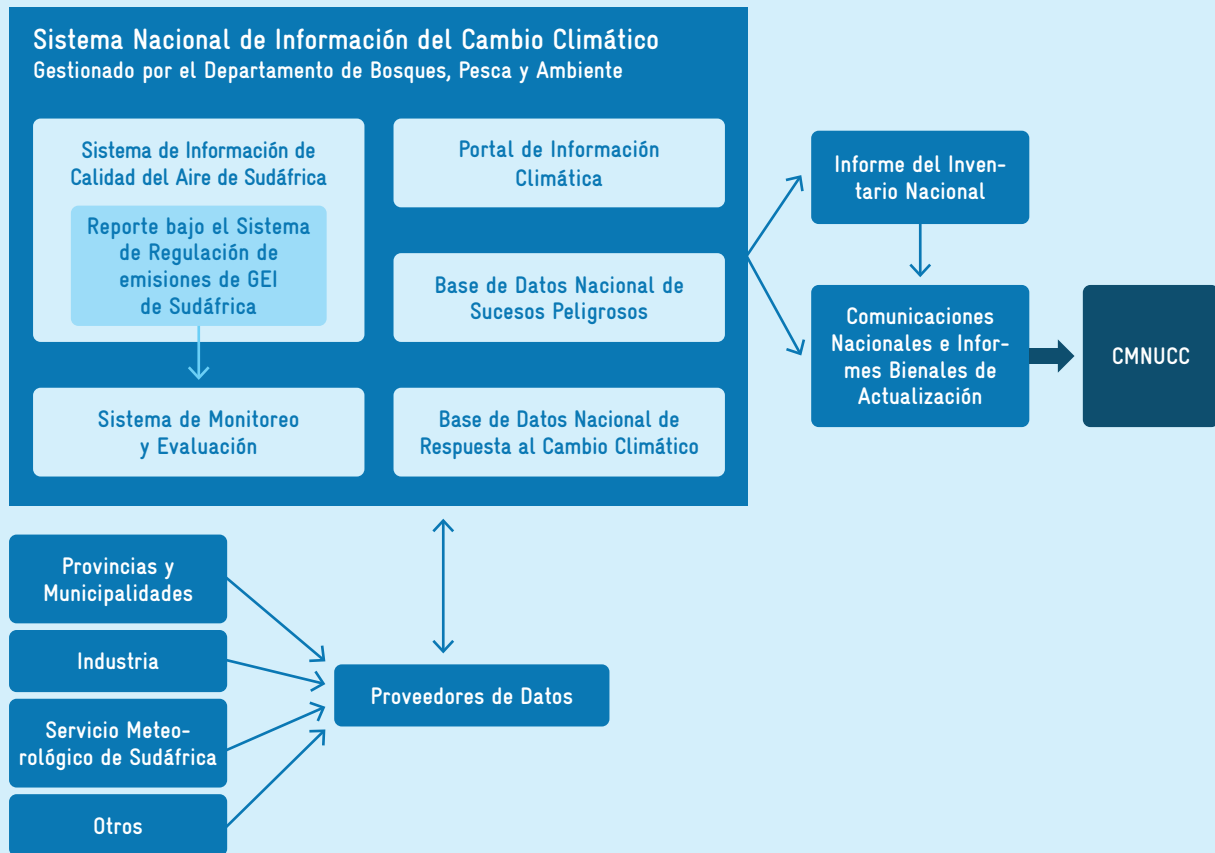 Sistema Nacional de Información del Cambio Climático
Gestionado por el Departamento de Bosques, Pesca y Ambiente
Sistema de Información de
Calidad del Aire de Sudáfrica
Reporte bajo el Sistema
de Regulación de
emisiones de GEI
de Sudáfrica
Sistema de Monitoreo
y Evaluación
Portal de Información
Climática
Base de Datos Nacional de
Sucesos Peligrosos
Base de Datos Nacional de
Respuesta al Cambio Climático
Informe del Inven-
tario Nacional
Comunicaciones
Nacionales e Infor-
mes Bienales de
Actualización
CMNUCC
Provincias y
Municipalidades
Industria
Servicio Meteo-
rológico de Sudáfrica
Otros
Proveedores de Datos